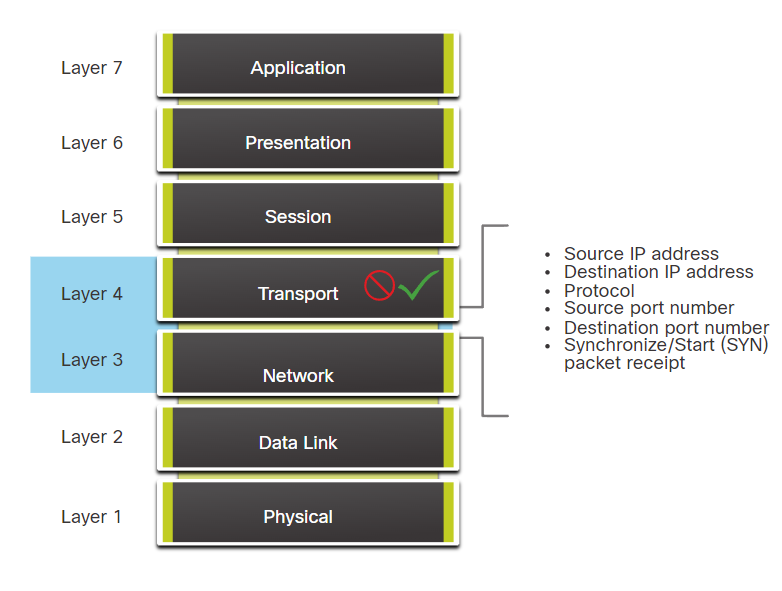 Layer 7 Application
Layer 6 Presentation
Layer 5 Session
Layer 4 Transport
Layer 3 Network
Layer 2 Data Link
Layer 1 Physical
• Source IP address
• Destination IP address
• Protocol
• Source port number
• Destination port number
• Synchronize/Start (SYN)
packet receipt